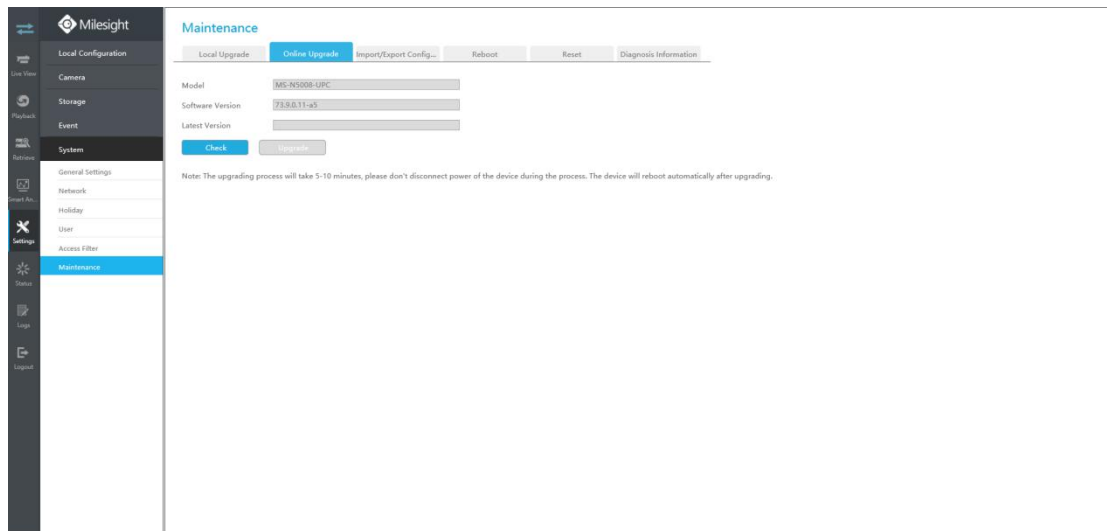 Milesight
Live View
Playback
Retrieve
Smart An...
Settings
Status
Logs
Logout
Local Configuration
Camera
Storage
Event
System
General Settings
Network
Holiday
User
Access Filter
Maintenance
Maintenance
Local Upgrade Online Upgrade Import/Export Config... Reboot Reset Diagnosis Information
Model MS-N5008-UPC
Software Version 73.9.0.11-a5
Latest Version
Check Upgrade
Note: The upgrading process will take 5-10 minutes, please don't disconnect power of the device during the process. The device will reboot automatically after upgrading.